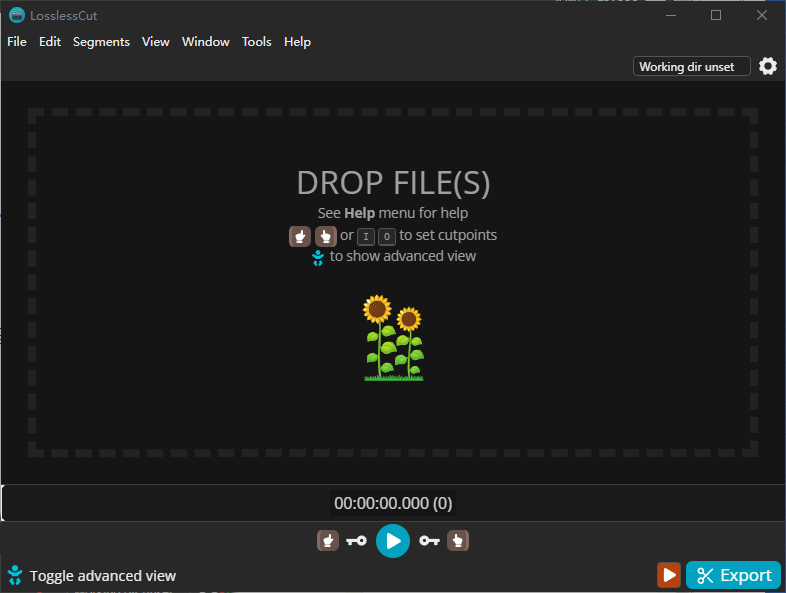 LosslessCut
File Edit Segments View Window Tools Help
Working dir unset
DROP FILE(S)
See Help menu for help
or I O to set cutpoints
to show advanced view
00:00:00.000 (0)
Toggle advanced view
Export